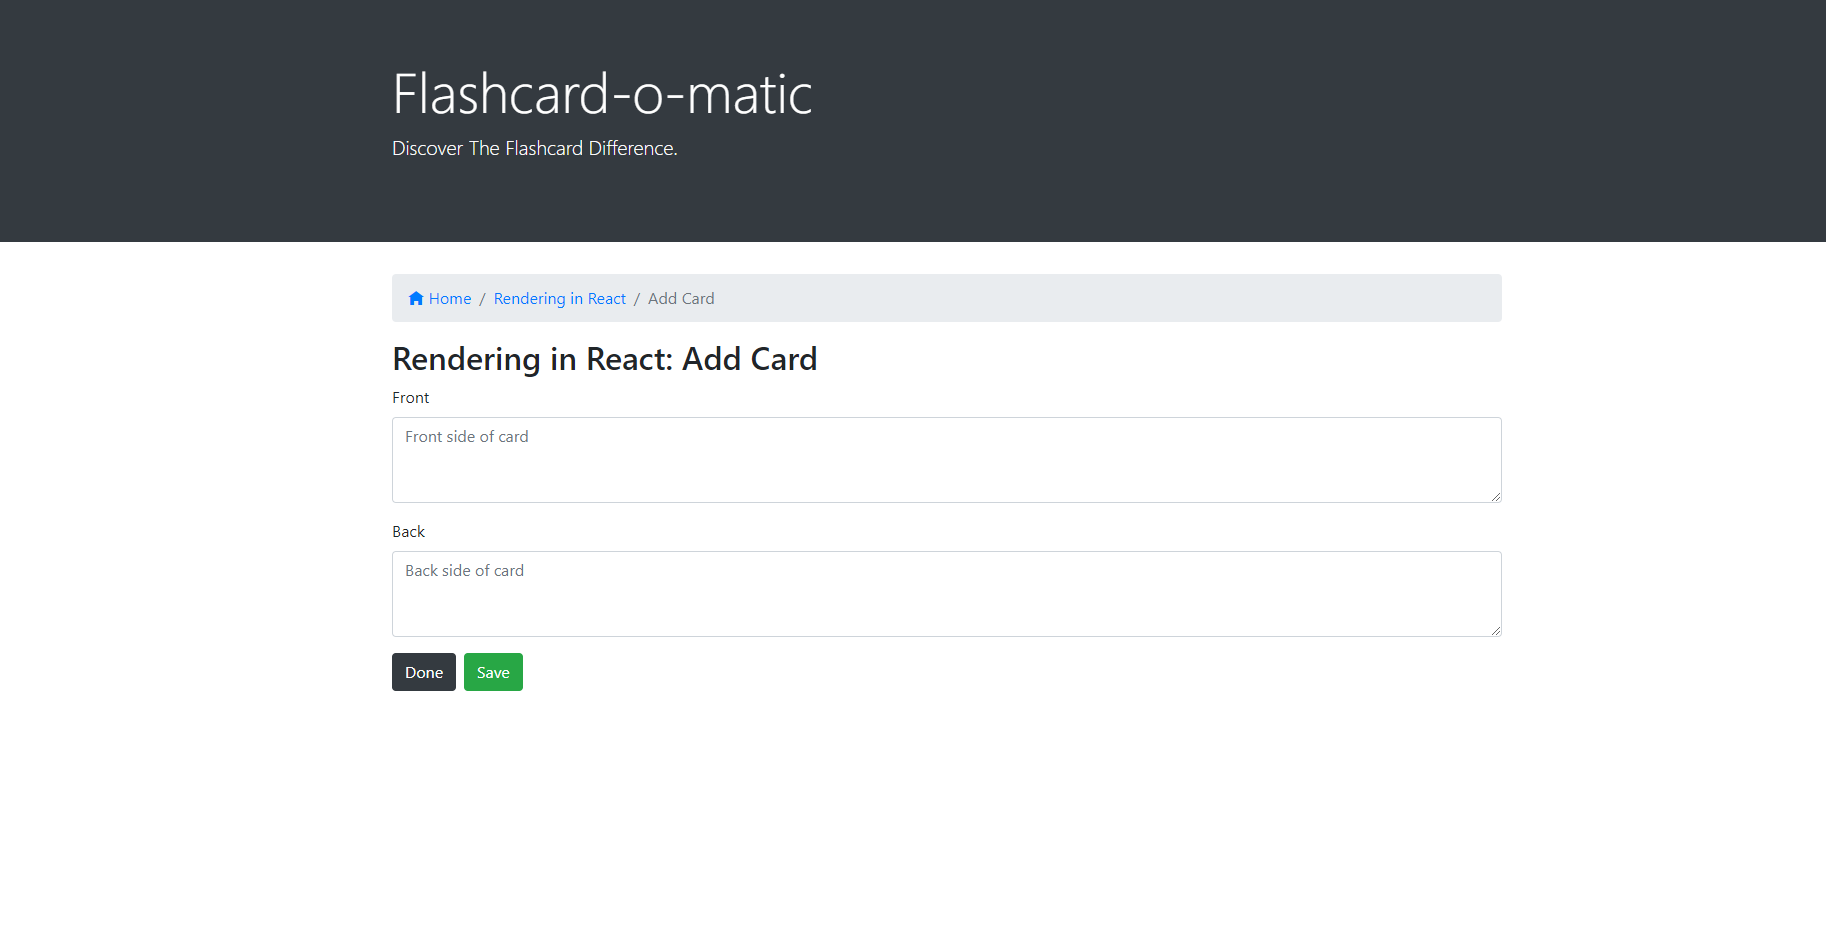 Flashcard-o-matic
Discover The Flashcard Difference.
Home / Rendering in React / Add Card
Rendering in React: Add Card
Front
Front side of card
Back
Back side of card
Done Save